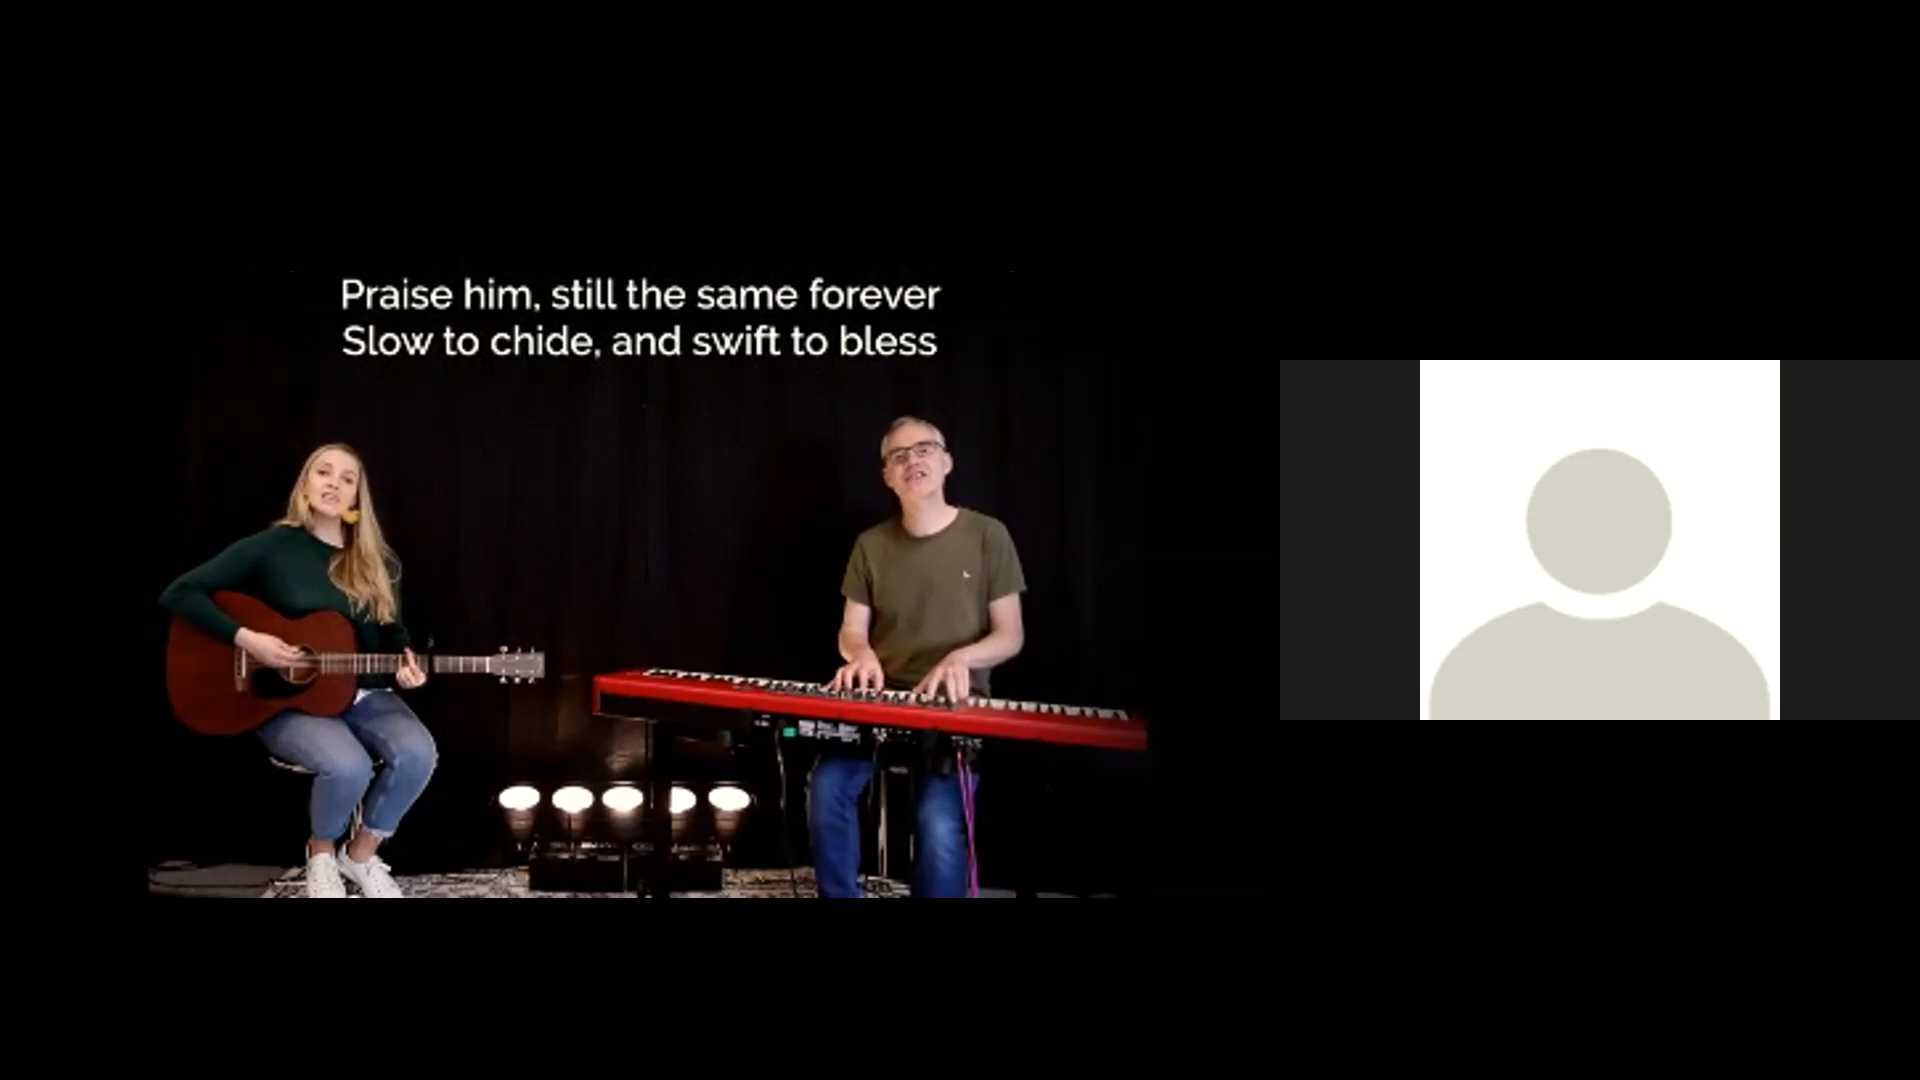 Praise him, still the same forever
Slow to chide, and swift to bless